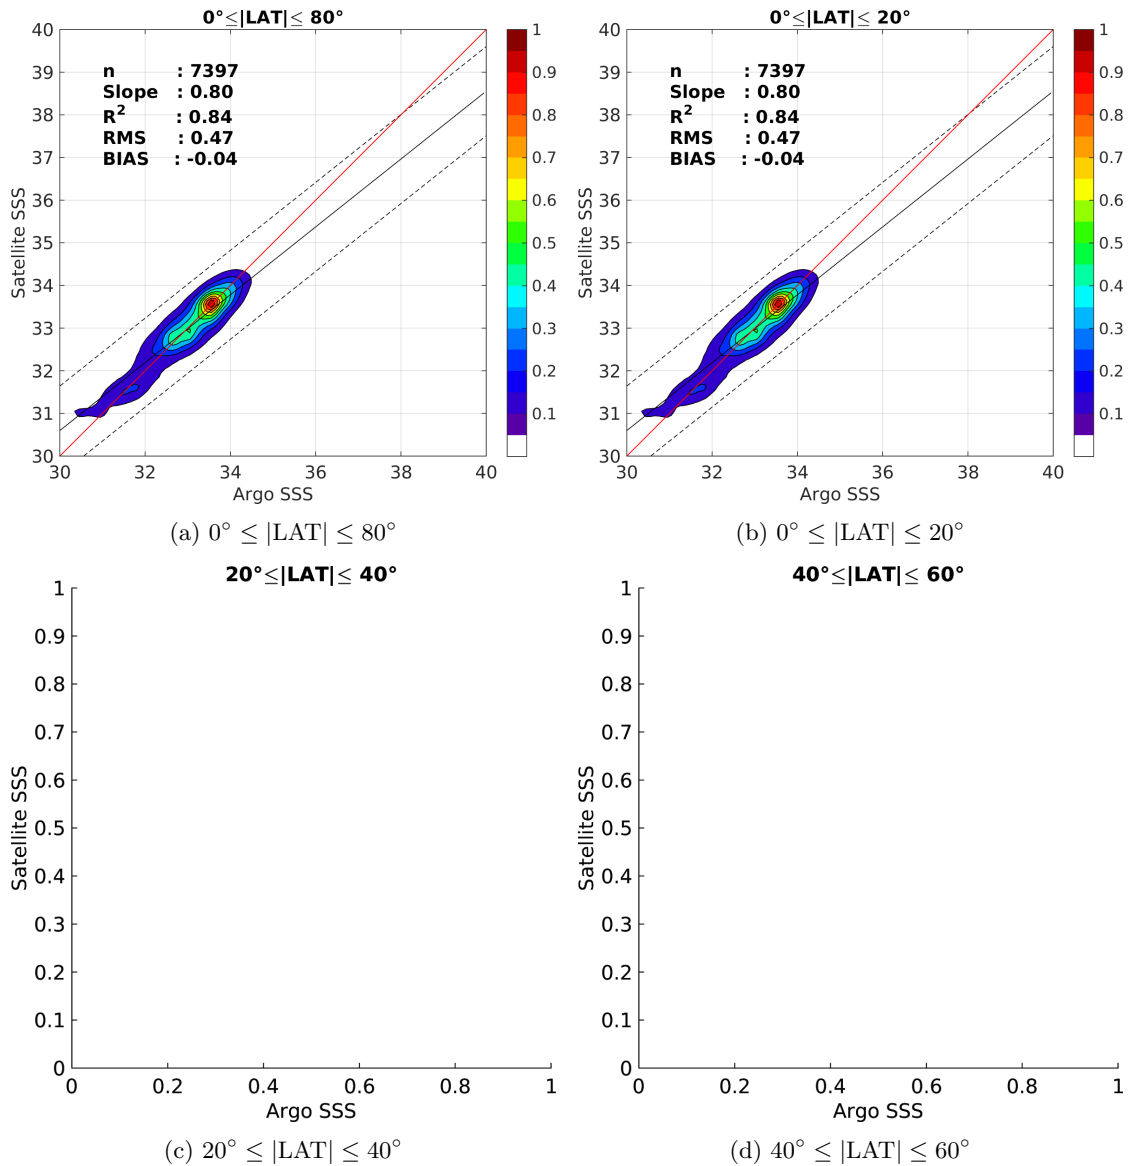 0°≤|LAT|≤ 80°
40
39
38
37
36
35
34
33
32
31
30
Satellite SSS
n : 7397
Slope : 0.80
R² : 0.84
RMS : 0.47
BIAS : -0.04
30 32 34 36 38 40
Argo SSS
1
0.9
0.8
0.7
0.6
0.5
0.4
0.3
0.2
0.1
(a) 0° ≤ |LAT| ≤ 80°
0°≤|LAT|≤ 20°
40
39
38
37
36
35
34
33
32
31
30
Satellite SSS
n : 7397
Slope : 0.80
R² : 0.84
RMS : 0.47
BIAS : -0.04
30 32 34 36 38 40
Argo SSS
1
0.9
0.8
0.7
0.6
0.5
0.4
0.3
0.2
0.1
(b) 0° ≤ |LAT| ≤ 20°
20°≤|LAT|≤ 40°
1
0.9
0.8
0.7
0.6
0.5
0.4
0.3
0.2
0.1
0
Satellite SSS
0 0.2 0.4 0.6 0.8 1
Argo SSS
(c) 20° ≤ |LAT| ≤ 40°
40°≤|LAT|≤ 60°
1
0.9
0.8
0.7
0.6
0.5
0.4
0.3
0.2
0.1
0
Satellite SSS
0 0.2 0.4 0.6 0.8 1
Argo SSS
(d) 40° ≤ |LAT| ≤ 60°